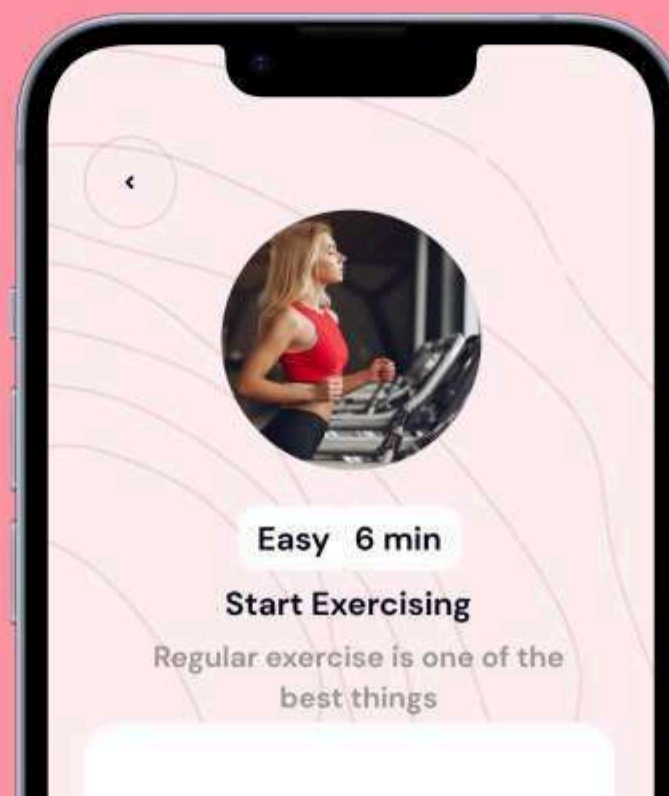 Easy 6 min
Start Exercising
Regular exercise is one of the
best things